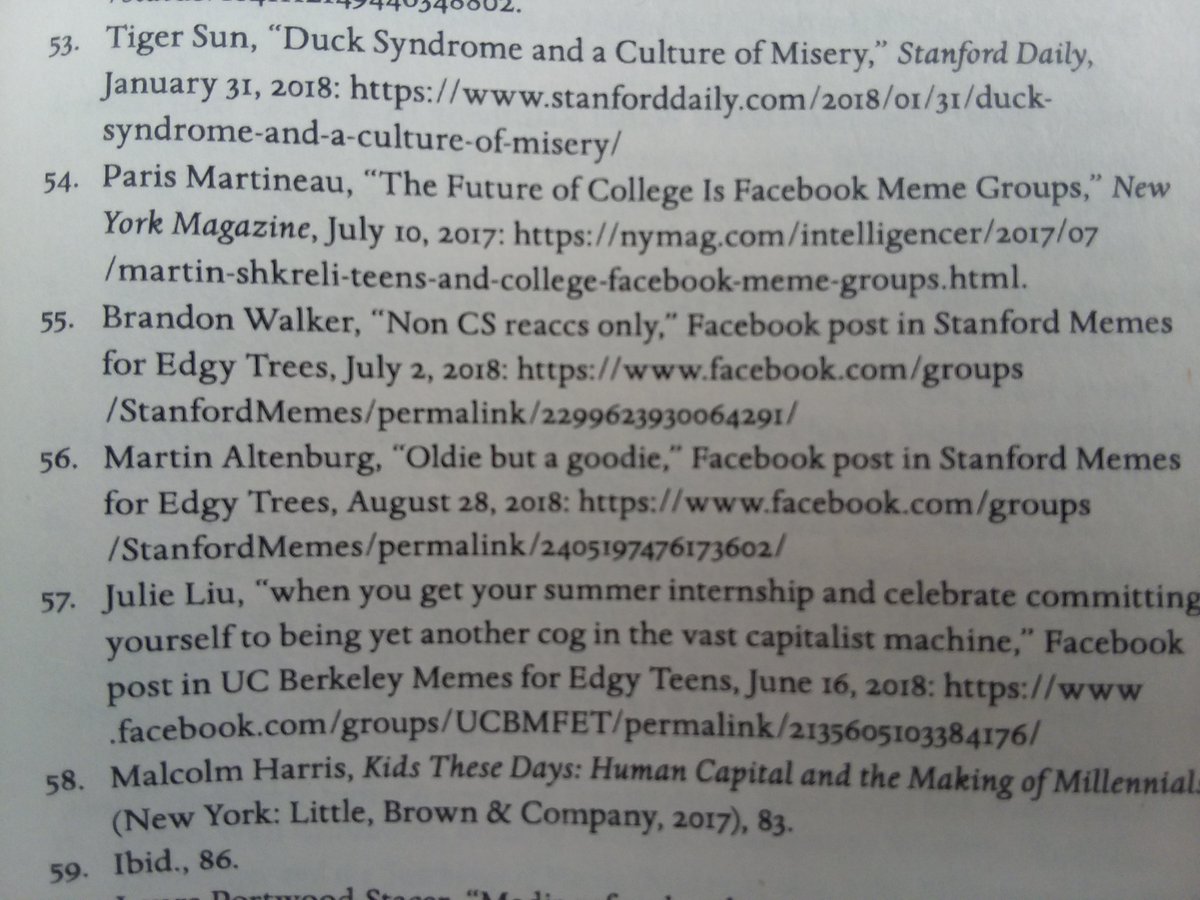 53. Tiger Sun, “Duck Syndrome and a Culture of Misery,” Stanford Daily,
January 31, 2018: https://www.stanforddaily.com/2018/01/31/duck-
syndrome-and-a-culture-of-misery/
54. Paris Martineau, “The Future of College Is Facebook Meme Groups,” New
York Magazine, July 10, 2017: https://nymag.com/intelligencer/2017/07
/martin-shkreli-teens-and-college-facebook-meme-groups.html.
55. Brandon Walker, “Non CS reaccs only,” Facebook post in Stanford Memes
for Edgy Trees, July 2, 2018: https://www.facebook.com/groups
/StanfordMemes/permalink/2299623930064291/
56. Martin Altenburg, “Oldie but a goodie,” Facebook post in Stanford Memes
for Edgy Trees, August 28, 2018: https://www.facebook.com/groups
/StanfordMemes/permalink/2405197476173602/
57. Julie Liu, “when you get your summer internship and celebrate committing
yourself to being yet another cog in the vast capitalist machine,” Facebook
post in UC Berkeley Memes for Edgy Teens, June 16, 2018: https://www
.facebook.com/groups/UCBMFET/permalink/2135605103384176/
58. Malcolm Harris, Kids These Days: Human Capital and the Making of Millennials
(New York: Little, Brown & Company, 2017), 83.
59. Ibid., 86.